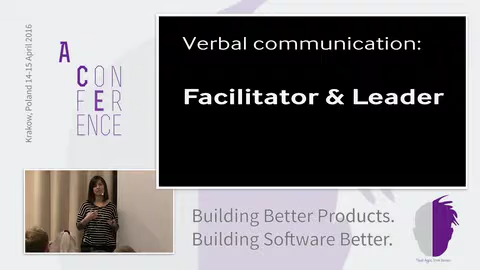 Krakow, Poland 14-15 April 2016
A
CON
FER
ENCE
Verbal communication:
Facilitator & Leader
Building Better Products.
Building Software Better.